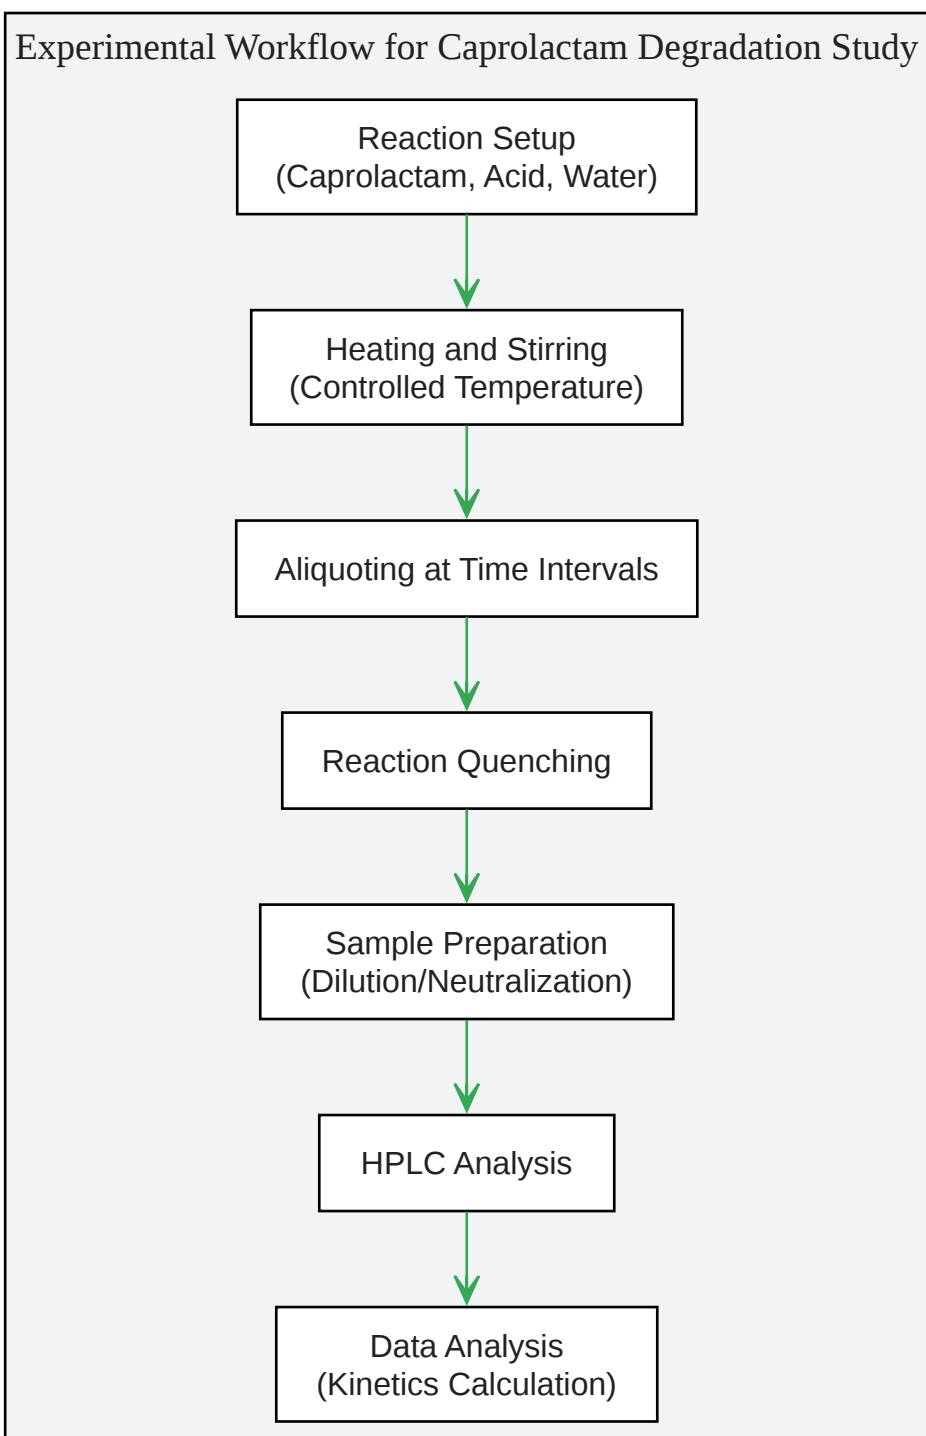 Experimental Workflow for Caprolactam Degradation Study
Reaction Setup
(Caprolactam, Acid, Water)
Heating and Stirring
(Controlled Temperature)
Aliquoting at Time Intervals
Reaction Quenching
Sample Preparation
(Dilution/Neutralization)
HPLC Analysis
Data Analysis
(Kinetics Calculation)